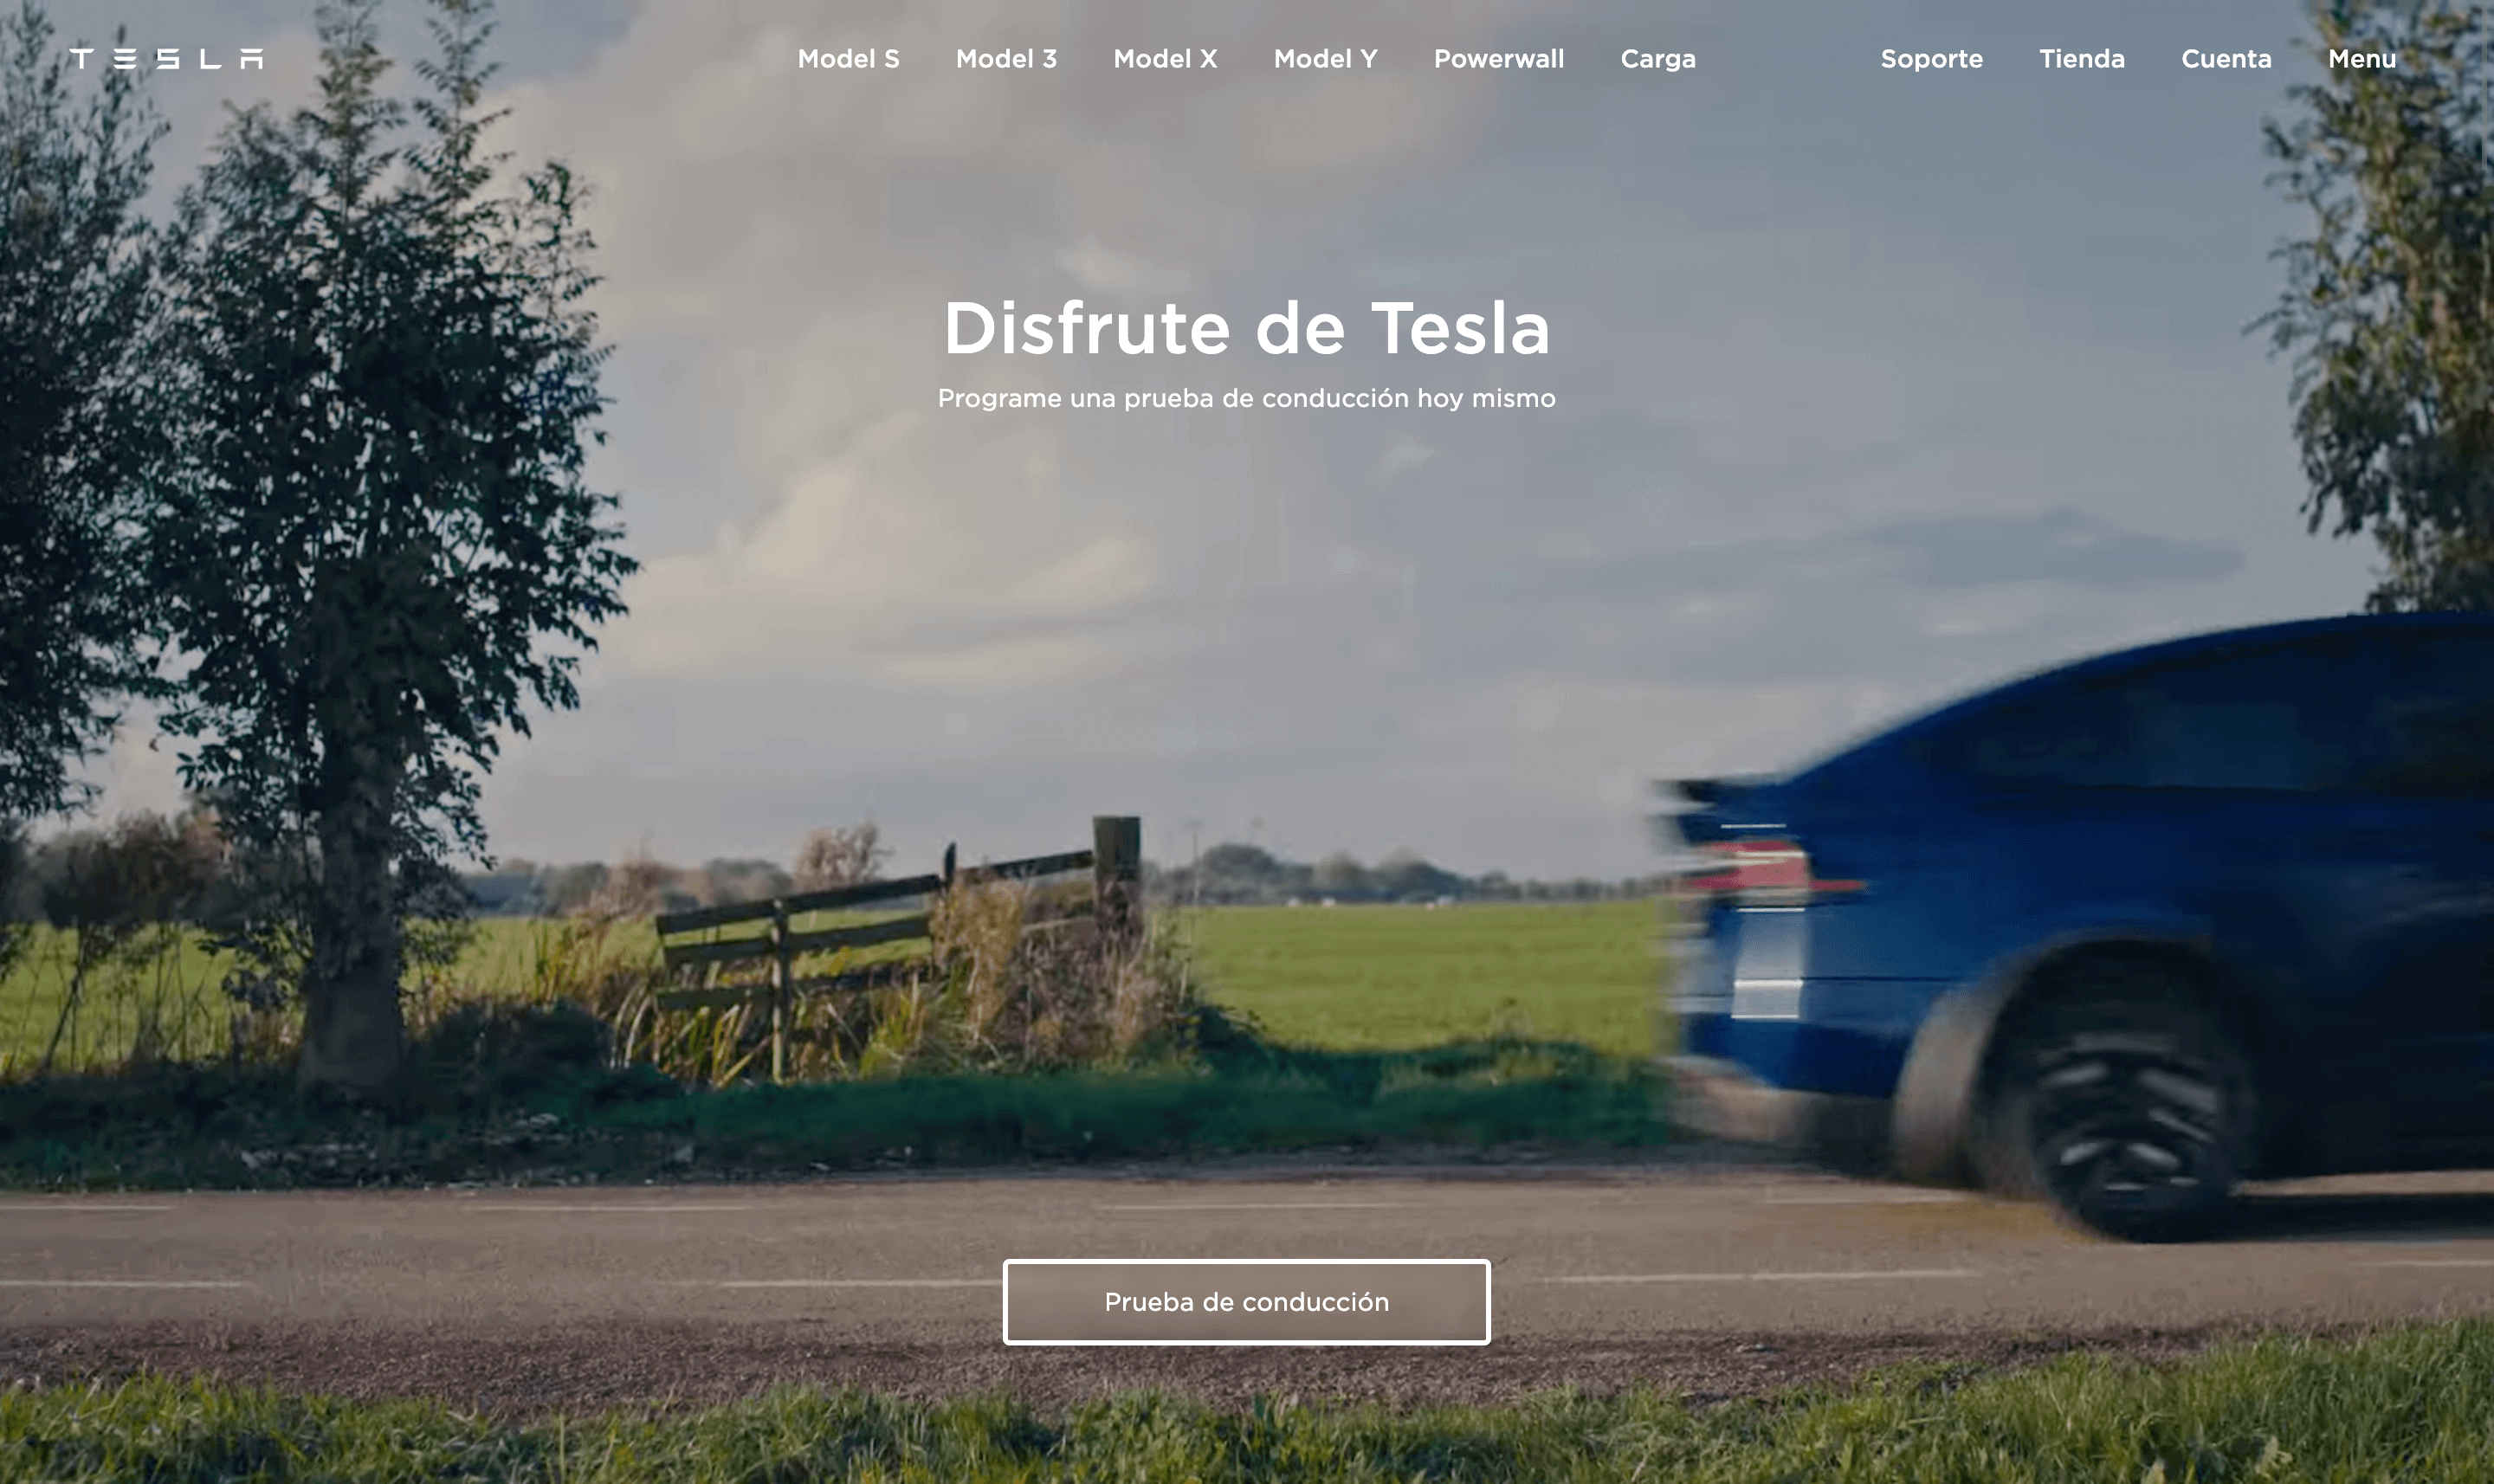 TESLA Model S Model 3 Model X Model Y Powerwall Carga Soporte Tienda Cuenta Menu
Disfrute de Tesla
Programe una prueba de conducción hoy mismo
Prueba de conducción